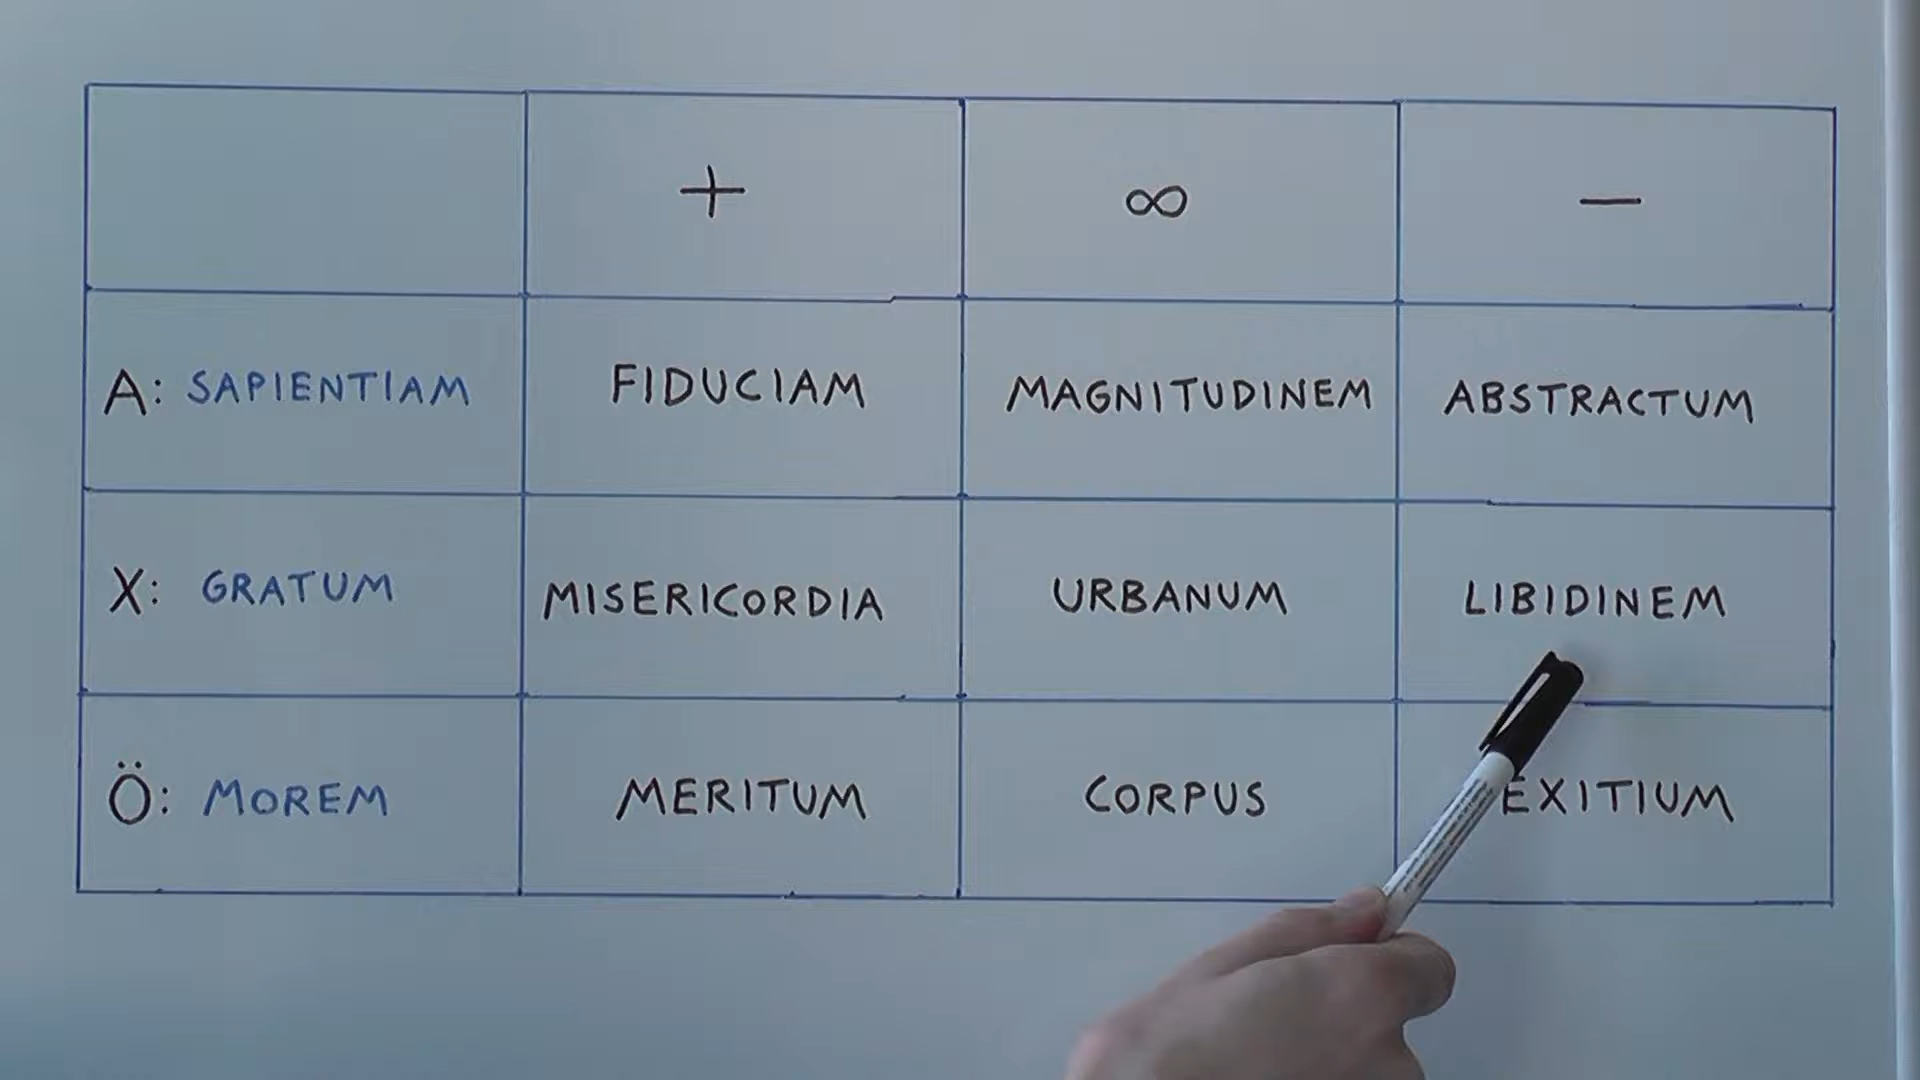 + ∞ —
A: SAPIENTIAM FIDUCIAM MAGNITUDINEM ABSTRACTUM
X: GRATUM MISERICORDIA URBANUM LIBIDINEM
Ö: MOREM MERITUM CORPUS EXITIUM